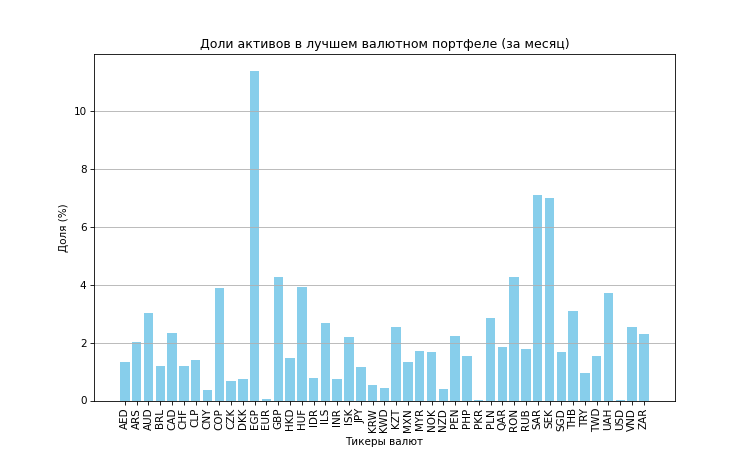 Доли активов в лучшем валютном портфеле (за месяц)
Доля (%)
10
8
6
4
2
0
AED ARS AUD BRL CAD CHF CLP CNY COP CZK DKK EGP EUR GBP HKD HUF IDR ILS INR ISK JPY KRW KWD KZT MXN MYR NOK NZD PEN PHP PKR PLN QAR RON RUB SAR SEK SGD THB TRY TWD UAH USD VND ZAR
Тикеры валют